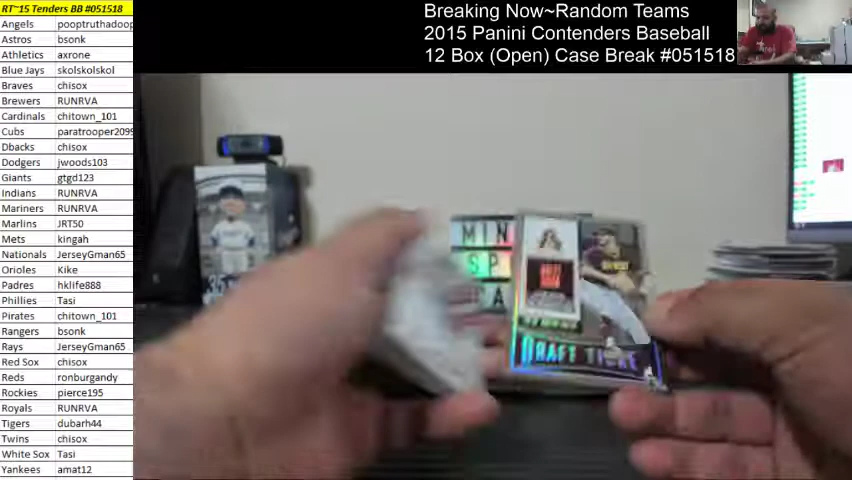 RT~15 Tenders BB #051518
Angels pooptruthadoop
Astros bsonk
Athletics axrone
Blue Jays skolskolskol
Braves chisox
Brewers RUNRVA
Cardinals chitown_101
Cubs paratrooper2099
Dbacks chisox
Dodgers jwoods103
Giants gtgd123
Indians RUNRVA
Mariners RUNRVA
Marlins JRT50
Mets kingah
Nationals JerseyGman65
Orioles Kike
Padres hklife888
Phillies Tasi
Pirates chitown_101
Rangers bsonk
Rays JerseyGman65
Red Sox chisox
Reds ronburgandy
Rockies pierce195
Royals RUNRVA
Tigers dubarh44
Twins chisox
White Sox Tasi
Yankees amat12
Breaking Now~Random Teams
2015 Panini Contenders Baseball
12 Box (Open) Case Break #051518
MIN
SP
A
35
DRAFT TICKET